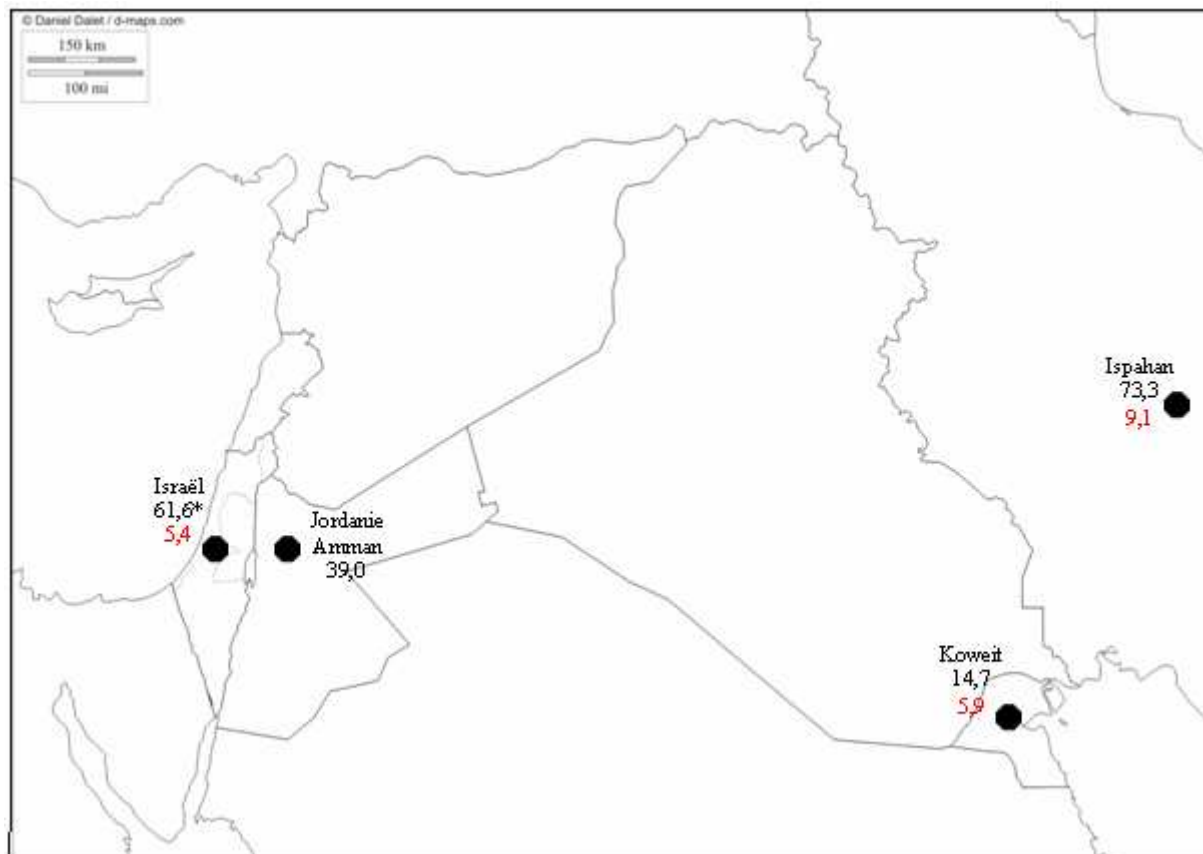 © Daniel Dalet / d-maps.com
150 km
100 mi
Ispahan
73,3
9,1
Israël
61,6*
5,4
Jordanie
Amman
39,0
Koweit
14,7
5,9